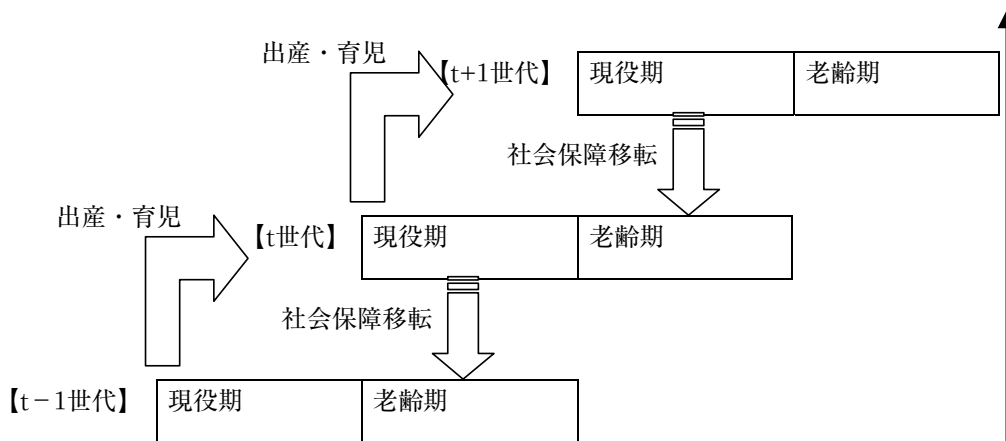 出産・育児
【t+1世代】
現役期
老齢期
社会保障移転
出産・育児
【t世代】
現役期
老齢期
社会保障移転
【t－1世代】
現役期
老齢期